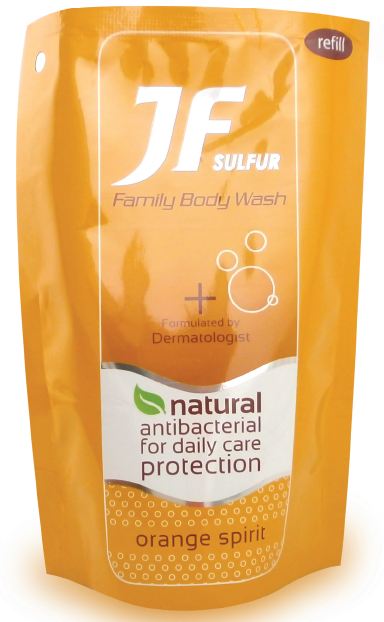 refill
JF
SULFUR
Family Body Wash
+
Formulated by
Dermatologist
natural
antibacterial
for daily care
protection
orange spirit